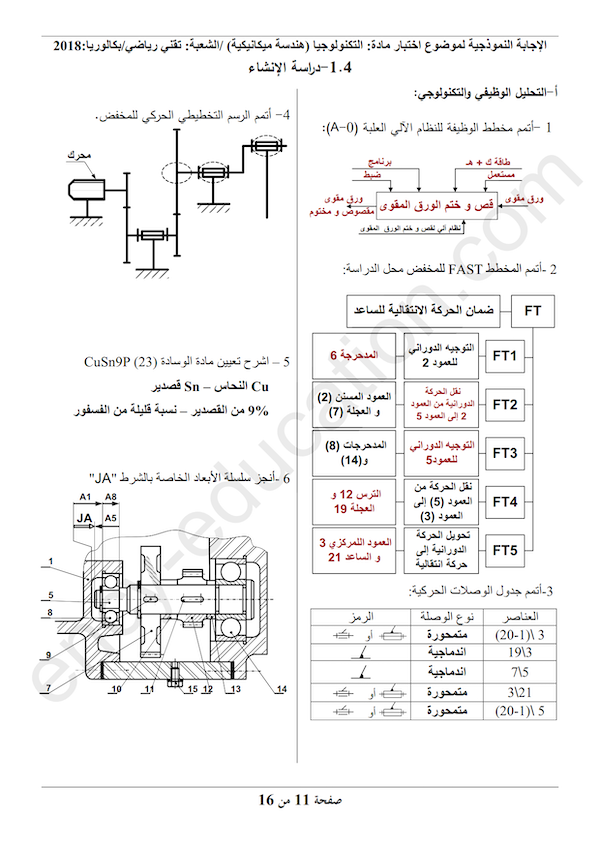 الإجابة النموذجية لموضوع اختبار مادة: التكنولوجيا (هندسة ميكانيكية) /الشعبة: تقني رياضي/بكالوريا:2018
1.4-دراسة الإنشاء
أ-التحليل الوظيفي والتكنولوجي:
1 -أتمم مخطط الوظيفة للنظام الآلي العلبة (A-0):
طاقة ك + هـ
برنامج
مستعمل
ضبط
ورق مقوى
قص و ختم الورق المقوى
ورق مقوى
مقصوص و مختوم
نظام آلي لقص و ختم الورق المقوى
2 -أتمم المخطط FAST للمخفض محل الدراسة:
FT
ضمان الحركة الانتقالية للساعد
FT1
التوجيه الدوراني
للعمود 2
المدحرجة 6
FT2
نقل الحركة
الدورانية من العمود
2 إلى العمود 5
العمود المسنن (2)
و العجلة (7)
FT3
التوجيه الدوراني
للعمود5
المدحرجات (8)
و(14)
FT4
نقل الحركة من
العمود (5) إلى
العمود (3)
الترس 12 و
العجلة 19
FT5
تحويل الحركة
الدورانية إلى
حركة انتقالية
العمود اللمركزي 3
و الساعد 21
3-أتمم جدول الوصلات الحركية:
العناصر نوع الوصلة الرمز
3 \(1-20) متمحورة أو
3\19 اندماجية
5\7 اندماجية
3\21 متمحورة أو
5 \(1-20) متمحورة أو
4- أتمم الرسم التخطيطي الحركي للمخفض.
محرك
5 – اشرح تعيين مادة الوسادة (23) CuSn9P
Cu النحاس – Sn قصدير
9% من القصدير – نسبة قليلة من الفسفور
6 -أنجز سلسلة الأبعاد الخاصة بالشرط "JA"
A1 A8
JA A5
1
5
8
9
7 10 11 15 12 13 14
صفحة 11 من 16
easy-education.com